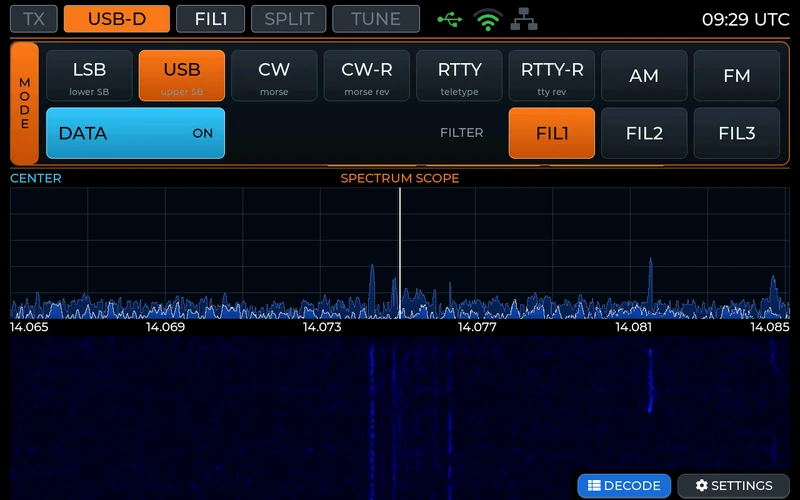 TX USB-D FIL1 SPLIT TUNE 09:29 UTC
MODE
LSB USB CW CW-R RTTY RTTY-R AM FM
lower SB upper SB morse morse rev teletype tty rev
DATA ON FILTER FIL1 FIL2 FIL3
CENTER SPECTRUM SCOPE
14.065 14.069 14.073 14.077 14.081 14.085
DECODE SETTINGS